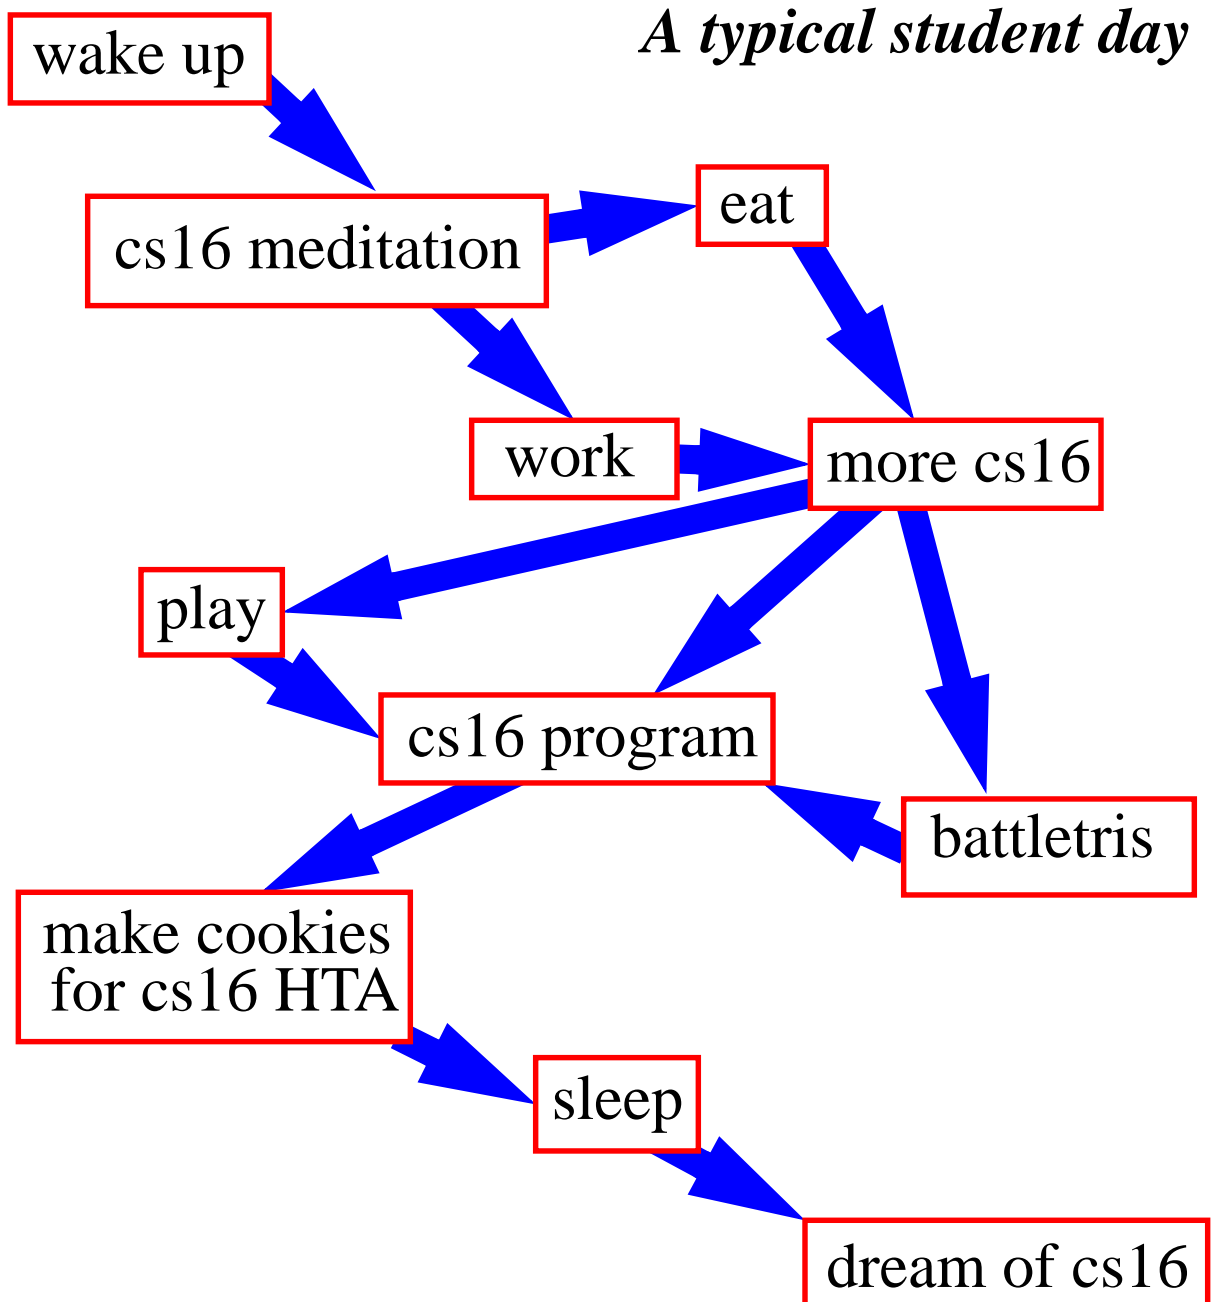 A typical student day
wake up
cs16 meditation
eat
work
more cs16
play
cs16 program
battletris
make cookies
for cs16 HTA
sleep
dream of cs16